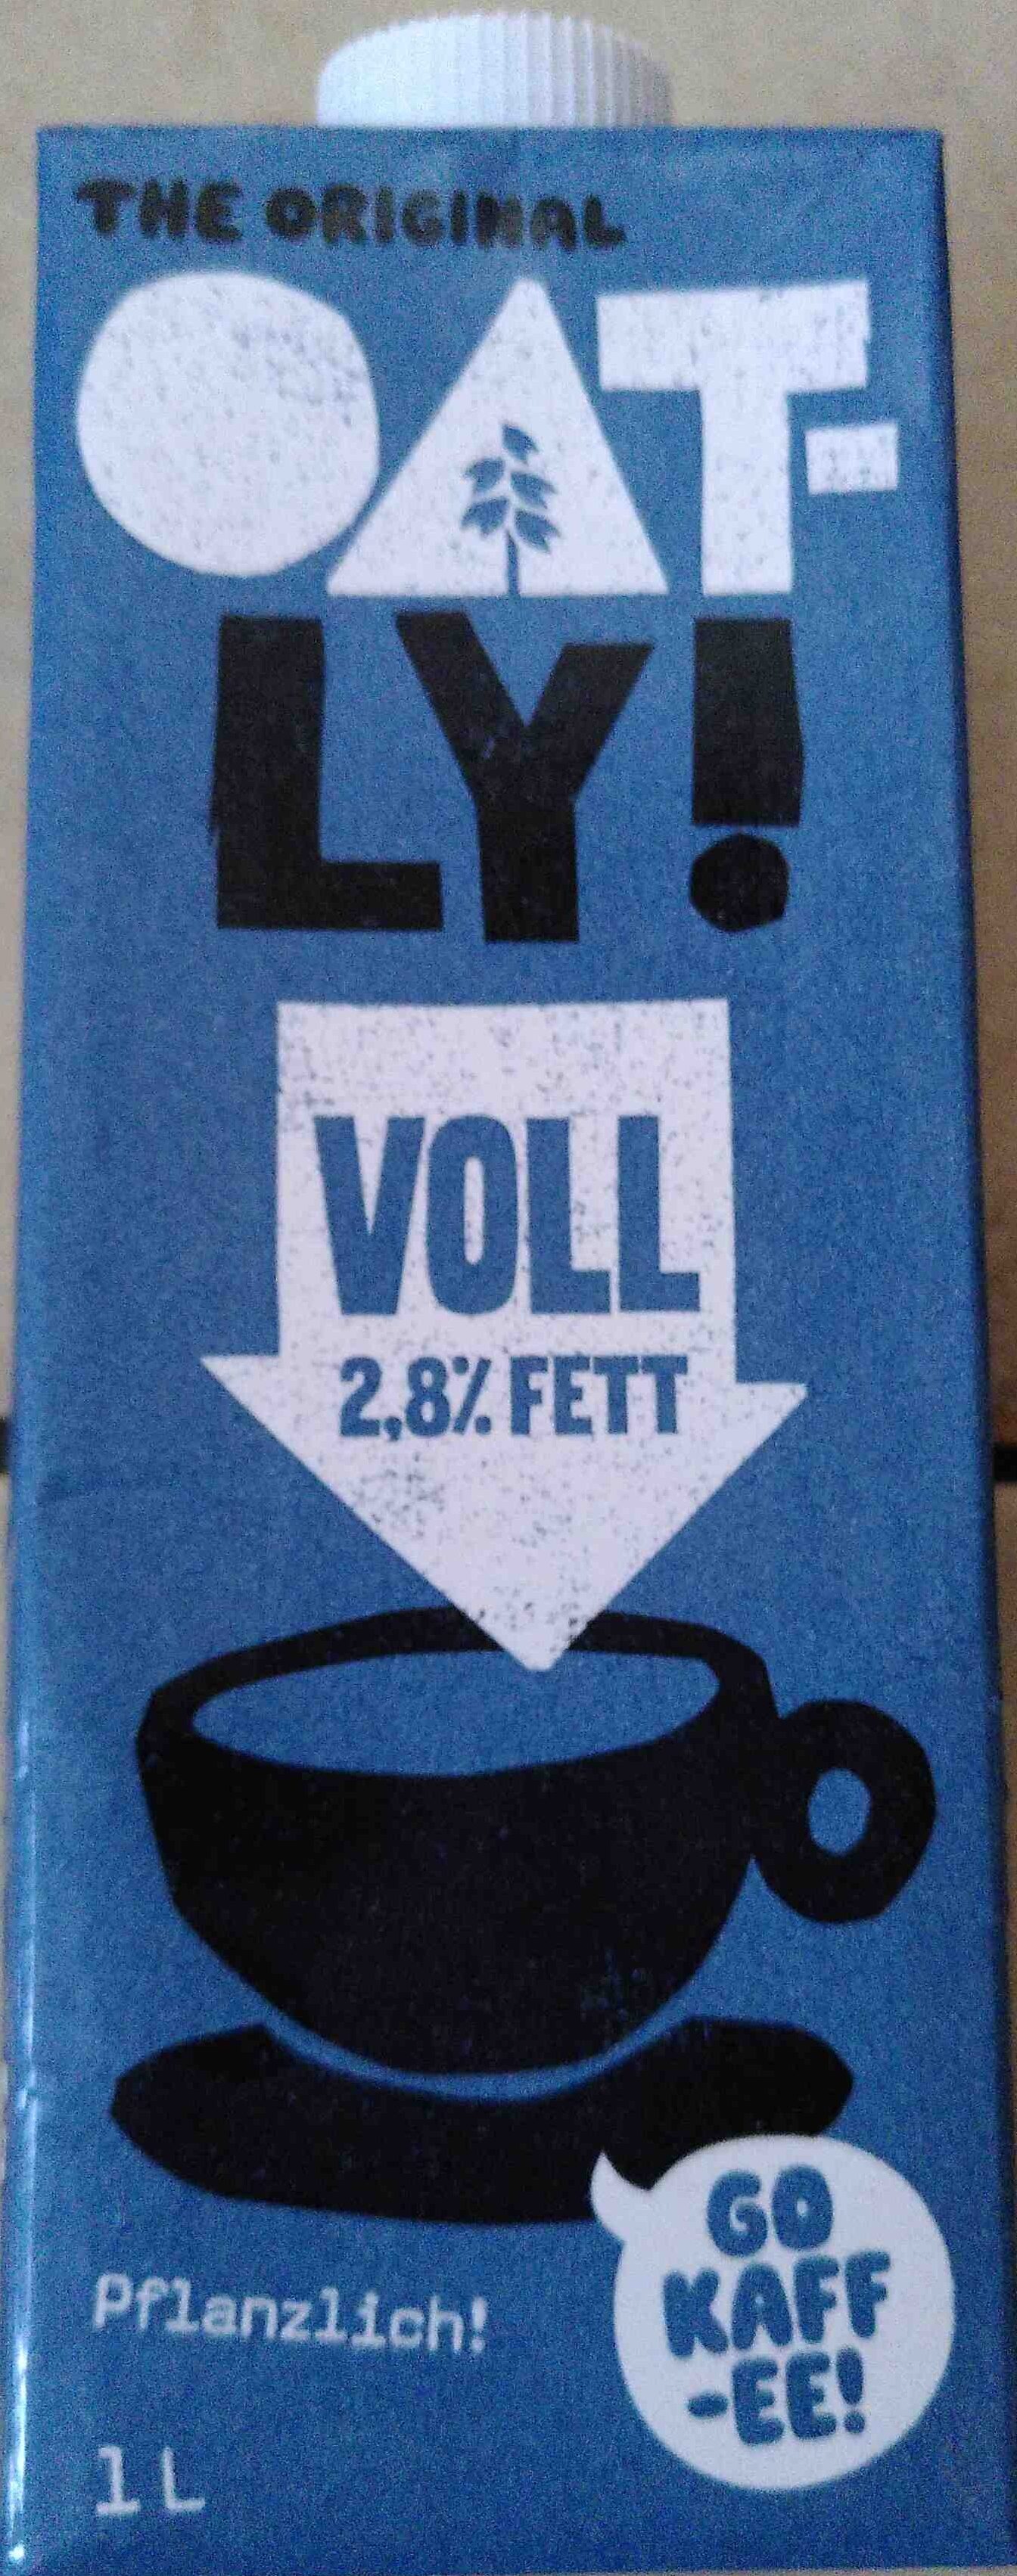 THE ORIGINAL
OAT-
LY!
VOLL
2,8% FETT
GO
KAFF
-EE!
Pflanzlich!
1 L